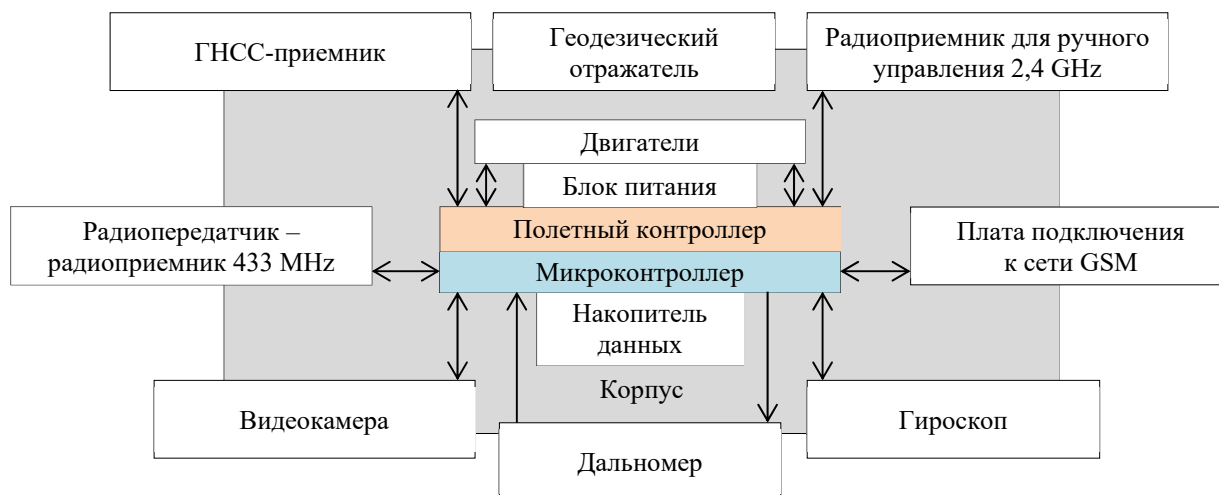 ГНСС-приемник
Геодезический
отражатель
Радиоприемник для ручного
управления 2,4 GHz
Двигатели
Блок питания
Радиопередатчик –
радиоприемник 433 MHz
Полетный контроллер
Микроконтроллер
Плата подключения
к сети GSM
Накопитель
данных
Корпус
Видеокамера
Дальномер
Гироскоп